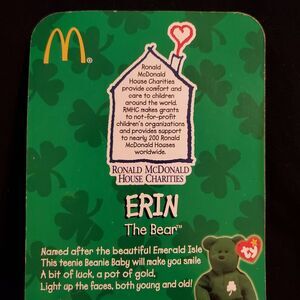 Ronald
McDonald
House Charities
provide comfort and
care to children
around the world.
RMHC makes grants
to not-for-profit
children's organizations
and provides support
to nearly 200 Ronald
McDonald Houses
worldwide.
RONALD MCDONALD
HOUSE CHARITIES
ERIN
The Bear™
Named after the beautiful Emerald Isle
This teenie Beanie Baby will make you smile
A bit of luck, a pot of gold,
Light up the faces, both young and old!
ty